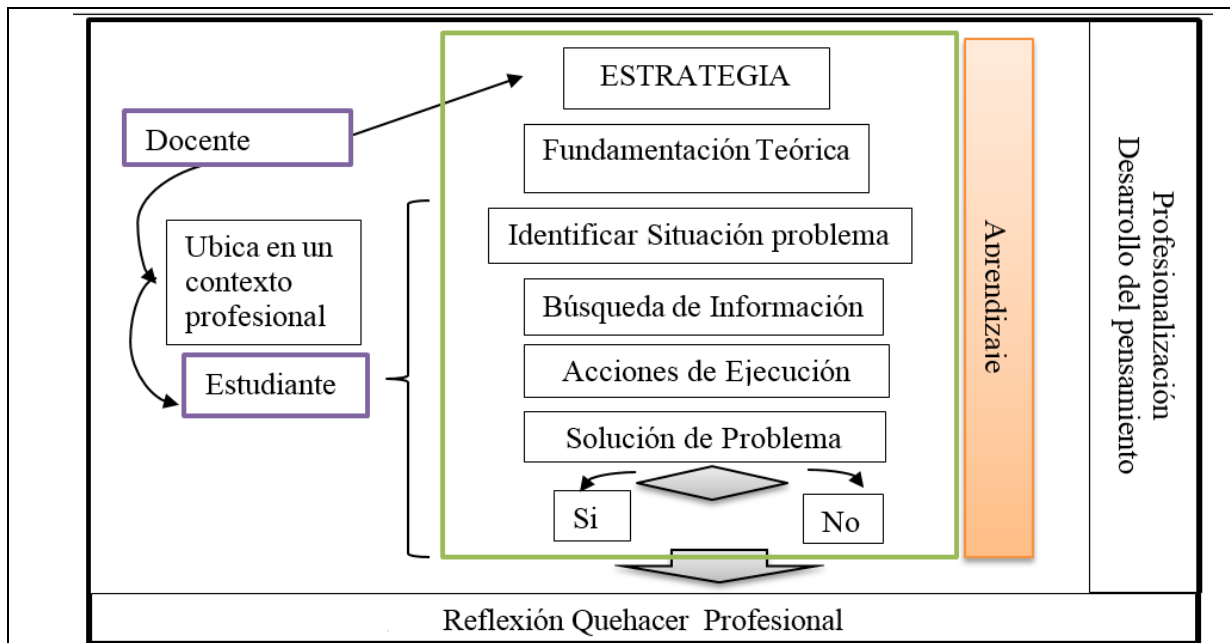 ESTRATEGIA
Docente
Fundamentación Teórica
Ubica en un
contexto
profesional
Identificar Situación problema
Búsqueda de Información
Estudiante
Acciones de Ejecución
Solución de Problema
Si
No
Aprendizaje
Profesionalización
Desarrollo del pensamiento
Reflexión Quehacer Profesional